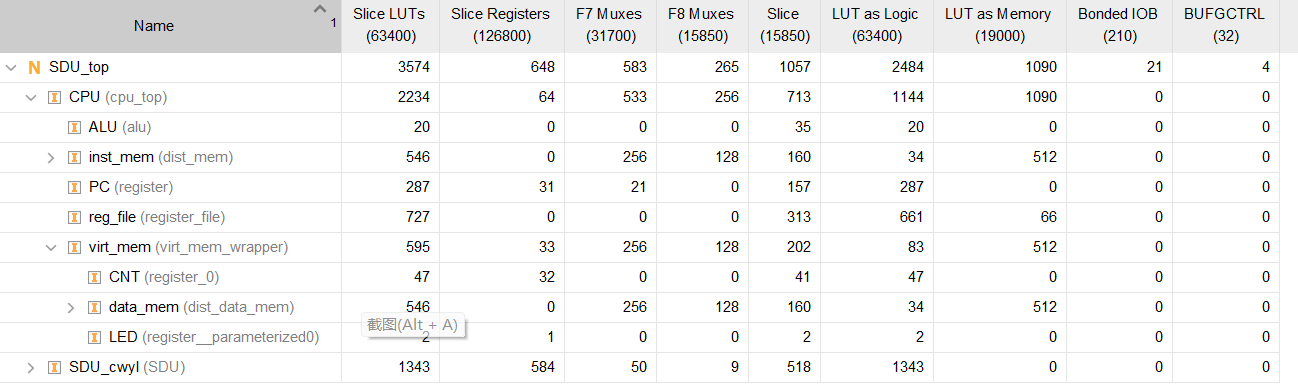 Name 1 Slice LUTs (63400) Slice Registers (126800) F7 Muxes (31700) F8 Muxes (15850) Slice (15850) LUT as Logic (63400) LUT as Memory (19000) Bonded IOB (210) BUFGCTRL (32)
N SDU_top 3574 648 583 265 1057 2484 1090 21 4
I CPU (cpu_top) 2234 64 533 256 713 1144 1090 0 0
I ALU (alu) 20 0 0 0 35 20 0 0 0
I inst_mem (dist_mem) 546 0 256 128 160 34 512 0 0
I PC (register) 287 31 21 0 157 287 0 0 0
I reg_file (register_file) 727 0 0 0 313 661 66 0 0
I virt_mem (virt_mem_wrapper) 595 33 256 128 202 83 512 0 0
I CNT (register_0) 47 32 0 0 41 47 0 0 0
I data_mem (dist_data_mem) 546 0 256 128 160 34 512 0 0
截图(Alt + A)
I LED (register__parameterized0) 2 1 0 0 2 2 0 0 0
I SDU_cwyl (SDU) 1343 584 50 9 518 1343 0 0 0